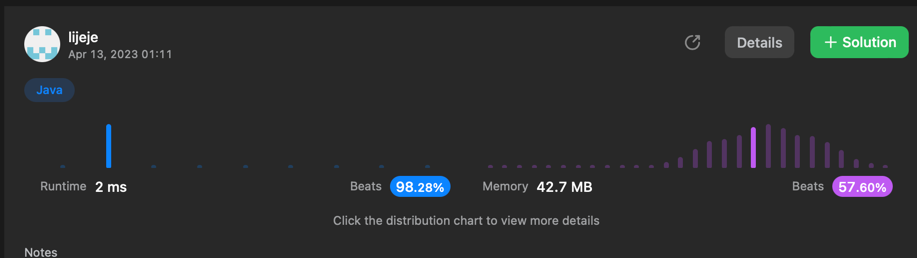 lijeje
Apr 13, 2023 01:11
Details
+ Solution
Java
Runtime 2 ms Beats 98.28% Memory 42.7 MB Beats 57.60%
Click the distribution chart to view more details
Notes